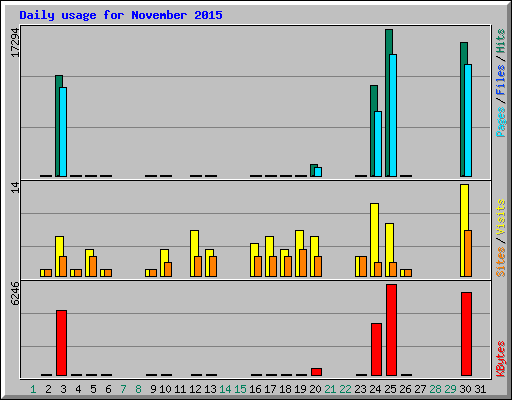 Daily usage for November 2015
17294
14
6246
Pages / Files / Hits
Sites / Visits
KBytes
1 2 3 4 5 6 7 8 9 10 11 12 13 14 15 16 17 18 19 20 21 22 23 24 25 26 27 28 29 30 31